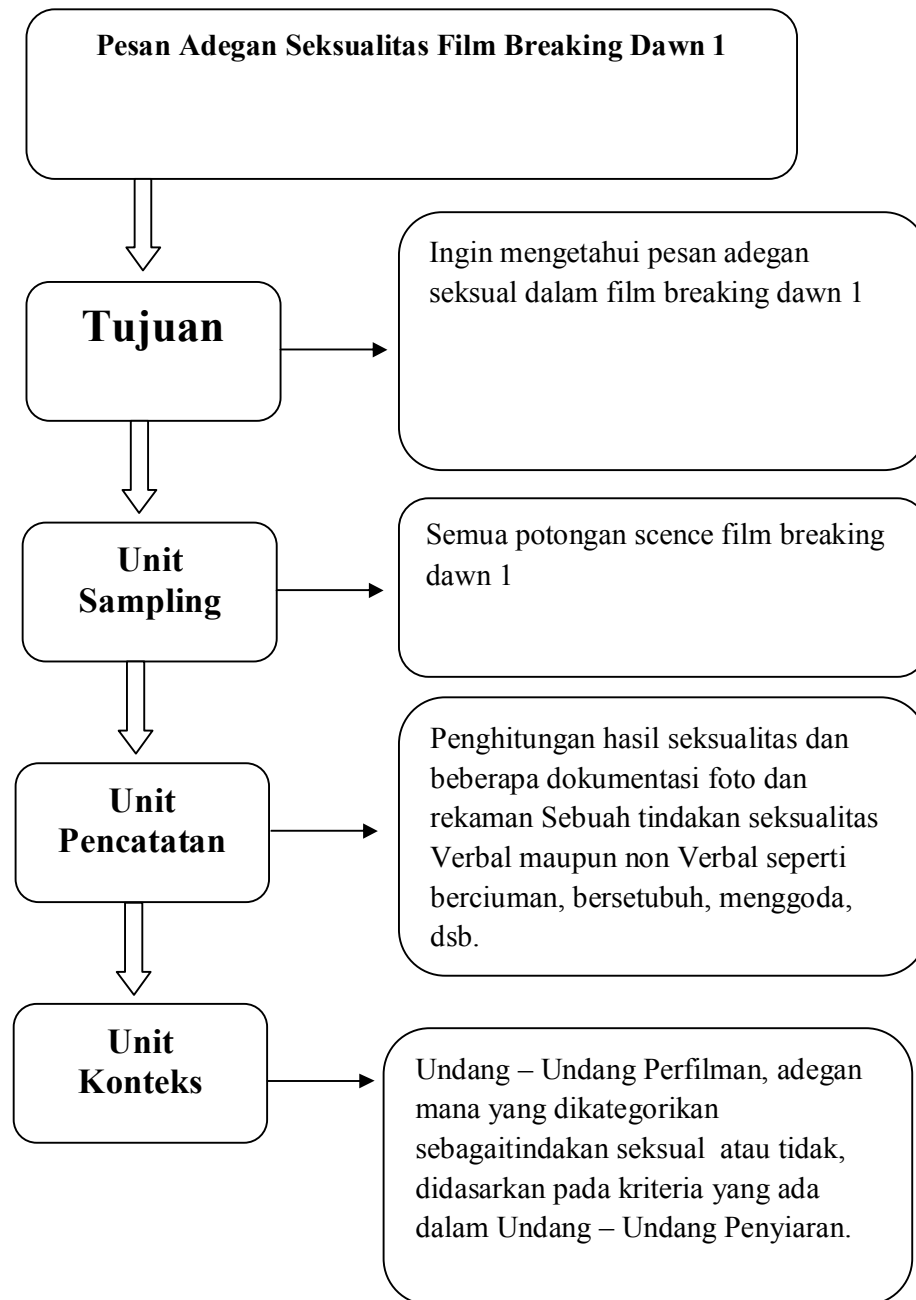 Pesan Adegan Seksualitas Film Breaking Dawn 1
Tujuan
Ingin mengetahui pesan adegan
seksual dalam film breaking dawn 1
Unit
Sampling
Semua potongan scence film breaking
dawn 1
Unit
Pencatatan
Penghitungan hasil seksualitas dan
beberapa dokumentasi foto dan
rekaman Sebuah tindakan seksualitas
Verbal maupun non Verbal seperti
berciuman, bersetubuh, menggoda,
dsb.
Unit
Konteks
Undang – Undang Perfilman, adegan
mana yang dikategorikan
sebagaitindakan seksual  atau tidak,
didasarkan pada kriteria yang ada
dalam Undang – Undang Penyiaran.